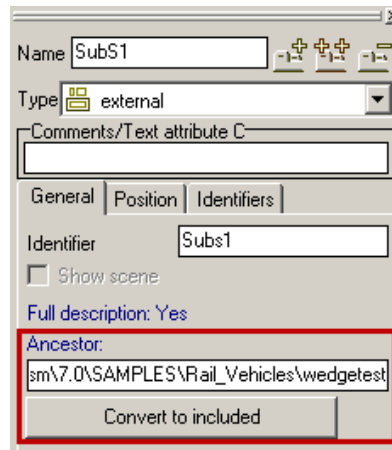 Name SubS1
Type external
Comments/Text attribute C
General Position Identifiers
Identifier Subs1
Show scene
Full description: Yes
Ancestor:
sm\7.0\SAMPLES\Rail_Vehicles\wedgetest
Convert to included